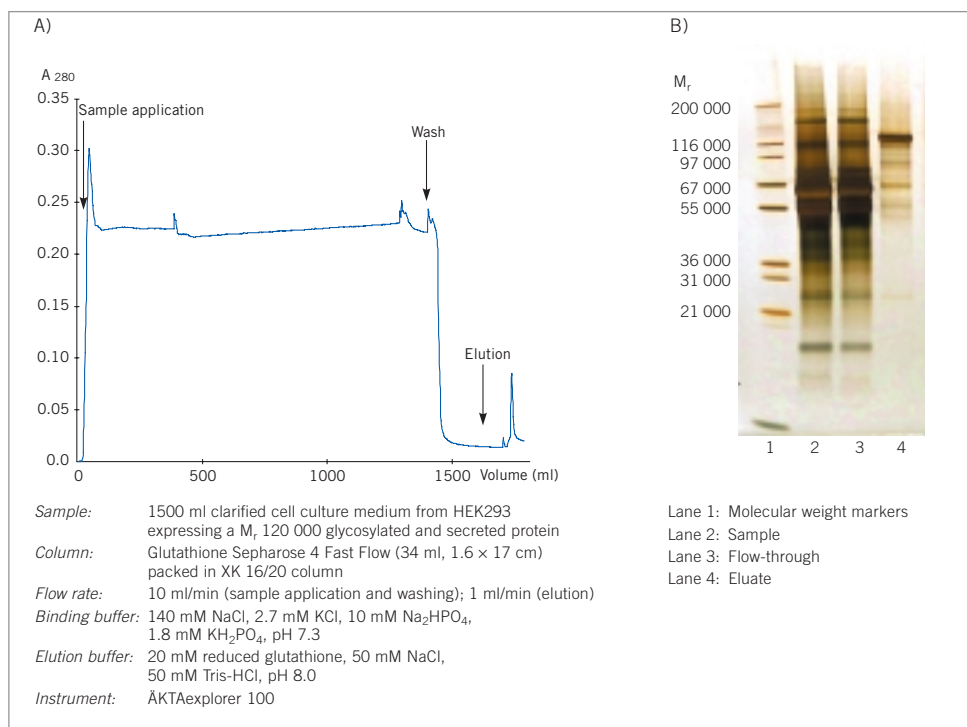 A)
A 280
0.35
0.30
0.25
0.20
0.15
0.10
0.05
0.0
Sample application
Wash
Elution
0
500
1000
1500
Volume (ml)
Sample: 1500 ml clarified cell culture medium from HEK293
expressing a Mr 120 000 glycosylated and secreted protein
Column: Glutathione Sepharose 4 Fast Flow (34 ml, 1.6 × 17 cm)
packed in XK 16/20 column
Flow rate: 10 ml/min (sample application and washing); 1 ml/min (elution)
Binding buffer: 140 mM NaCl, 2.7 mM KCl, 10 mM Na₂HPO₄,
1.8 mM KH₂PO₄, pH 7.3
Elution buffer: 20 mM reduced glutathione, 50 mM NaCl,
50 mM Tris-HCl, pH 8.0
Instrument: ÄKTAexplorer 100
B)
Mr
200 000
116 000
97 000
67 000
55 000
36 000
31 000
21 000
1 2 3 4
Lane 1: Molecular weight markers
Lane 2: Sample
Lane 3: Flow-through
Lane 4: Eluate